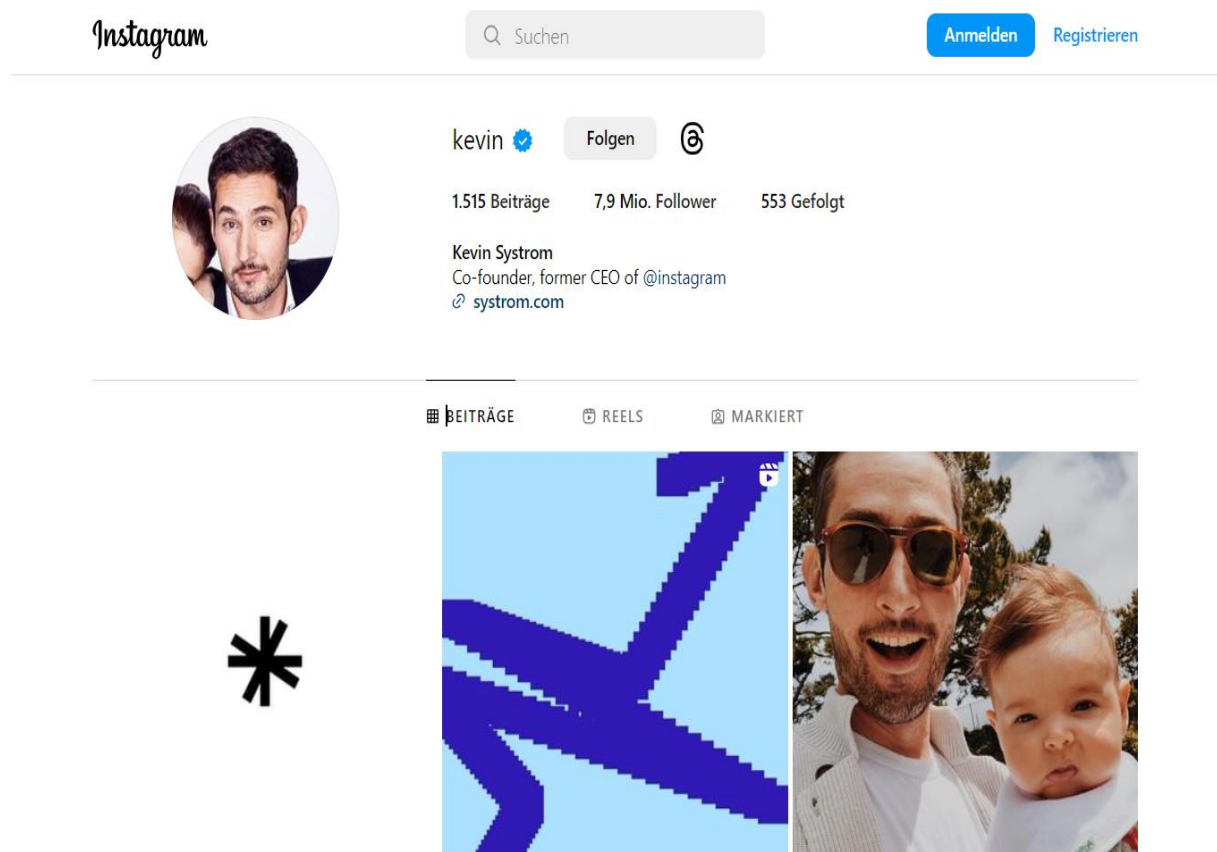 Instagram
Suchen
Anmelden Registrieren
kevin Folgen
1.515 Beiträge 7,9 Mio. Follower 553 Gefolgt
Kevin Systrom
Co-founder, former CEO of @instagram
systrom.com
BEITRÄGE REELS MARKIERT